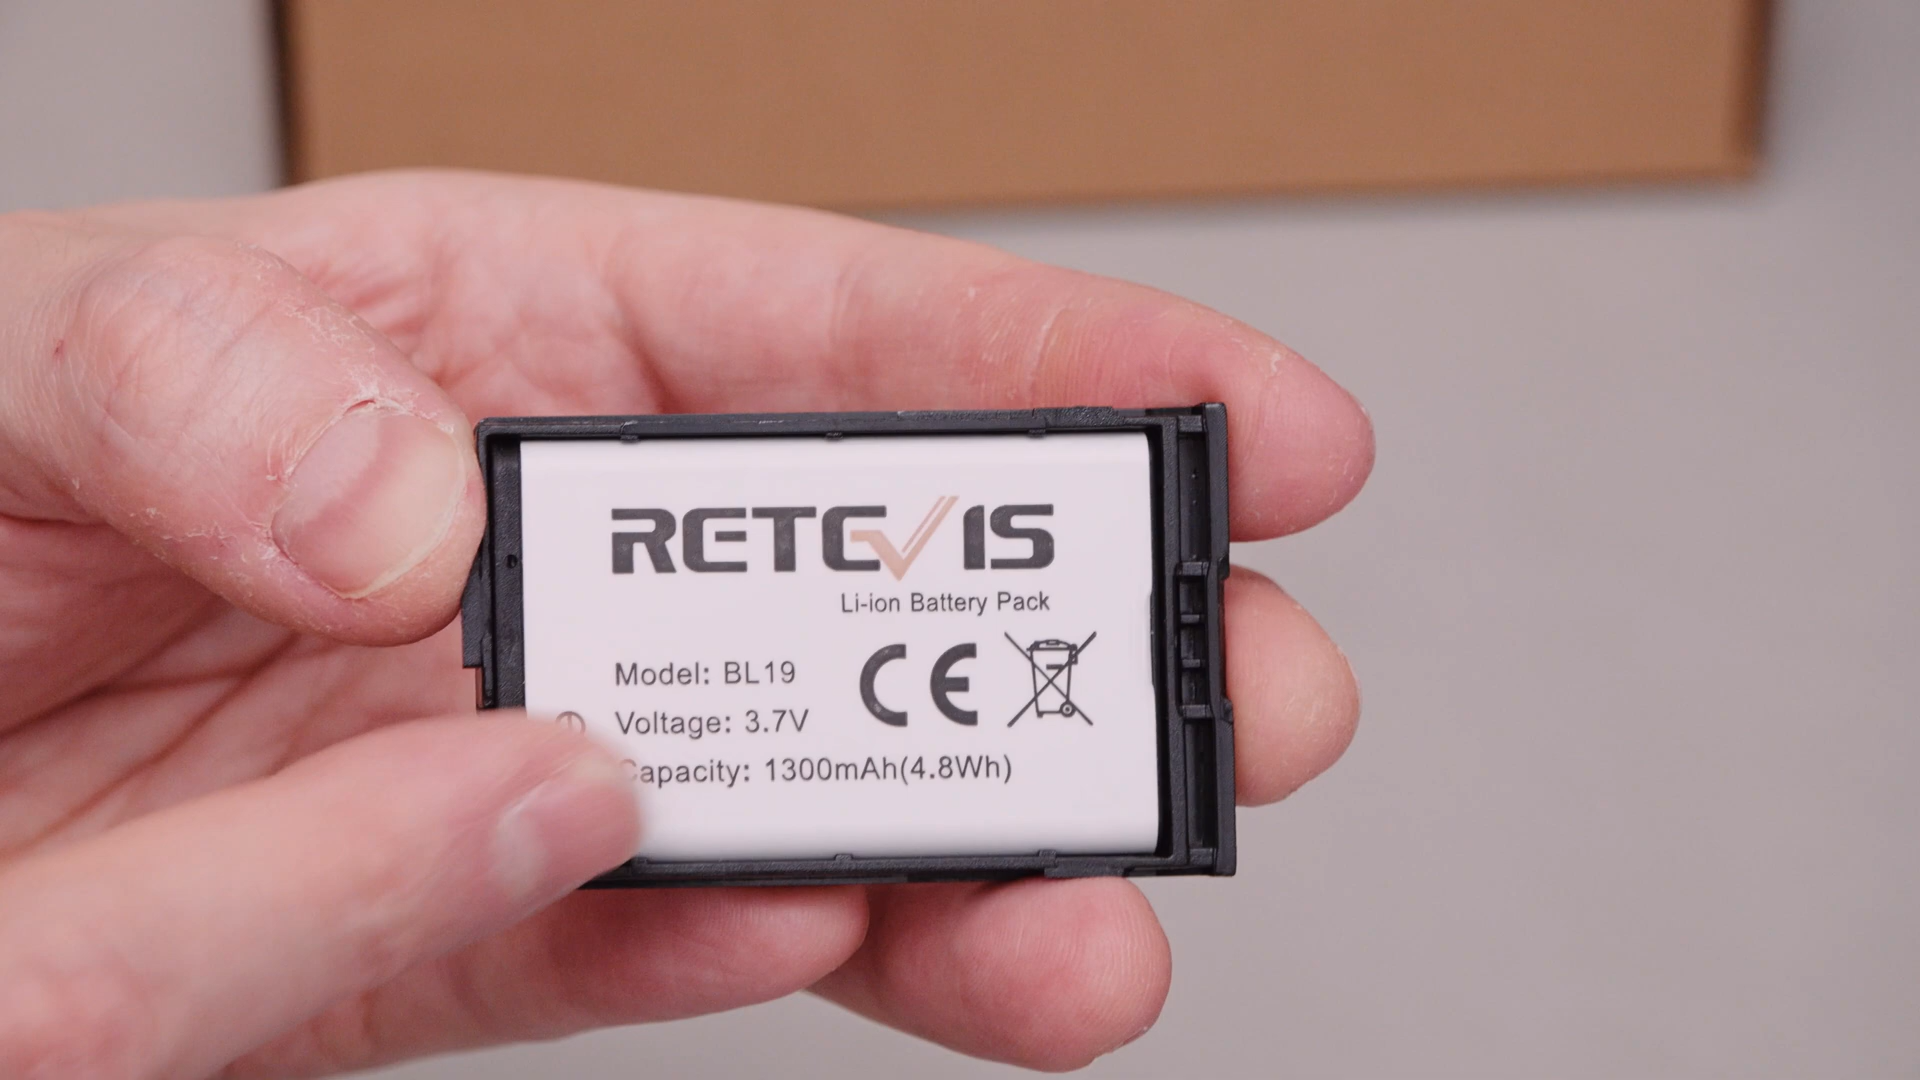 RETEVIS
Li-ion Battery Pack
Model: BL19
CE
Voltage: 3.7V
Capacity: 1300mAh(4.8Wh)